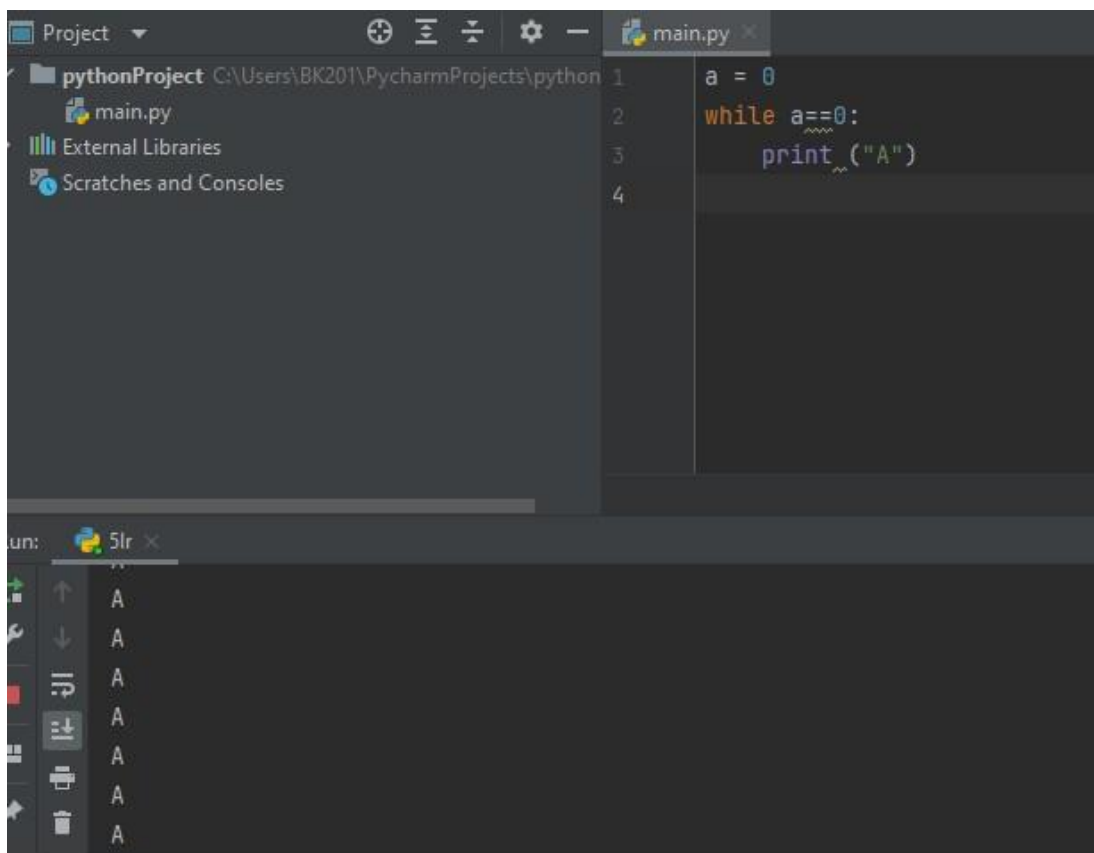 Project
pythonProject C:\Users\BK201\PycharmProjects\python
main.py
External Libraries
Scratches and Consoles
main.py
1 a = 0
2 while a==0:
3     print ("A")
4
un: 5lr
A
A
A
A
A
A
A